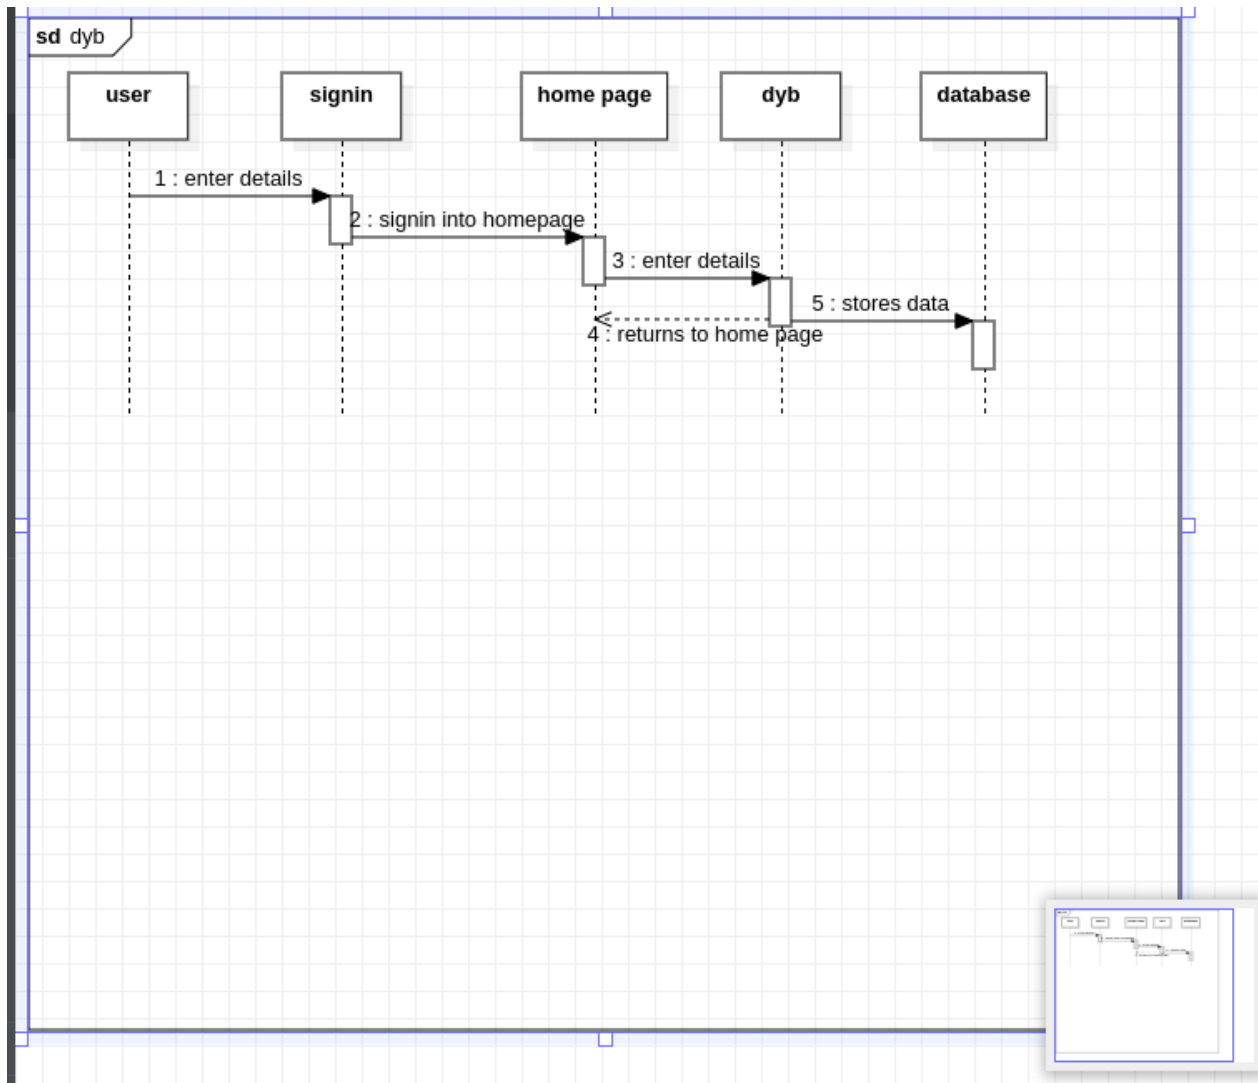 sd dyb
user
signin
home page
dyb
database
1 : enter details
2 : signin into homepage
3 : enter details
5 : stores data
4 : returns to home page